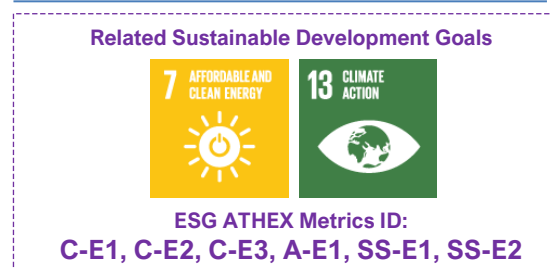 Related Sustainable Development Goals
7 AFFORDABLE AND
CLEAN ENERGY
13 CLIMATE
ACTION
ESG ATHEX Metrics ID:
C-E1, C-E2, C-E3, A-E1, SS-E1, SS-E2